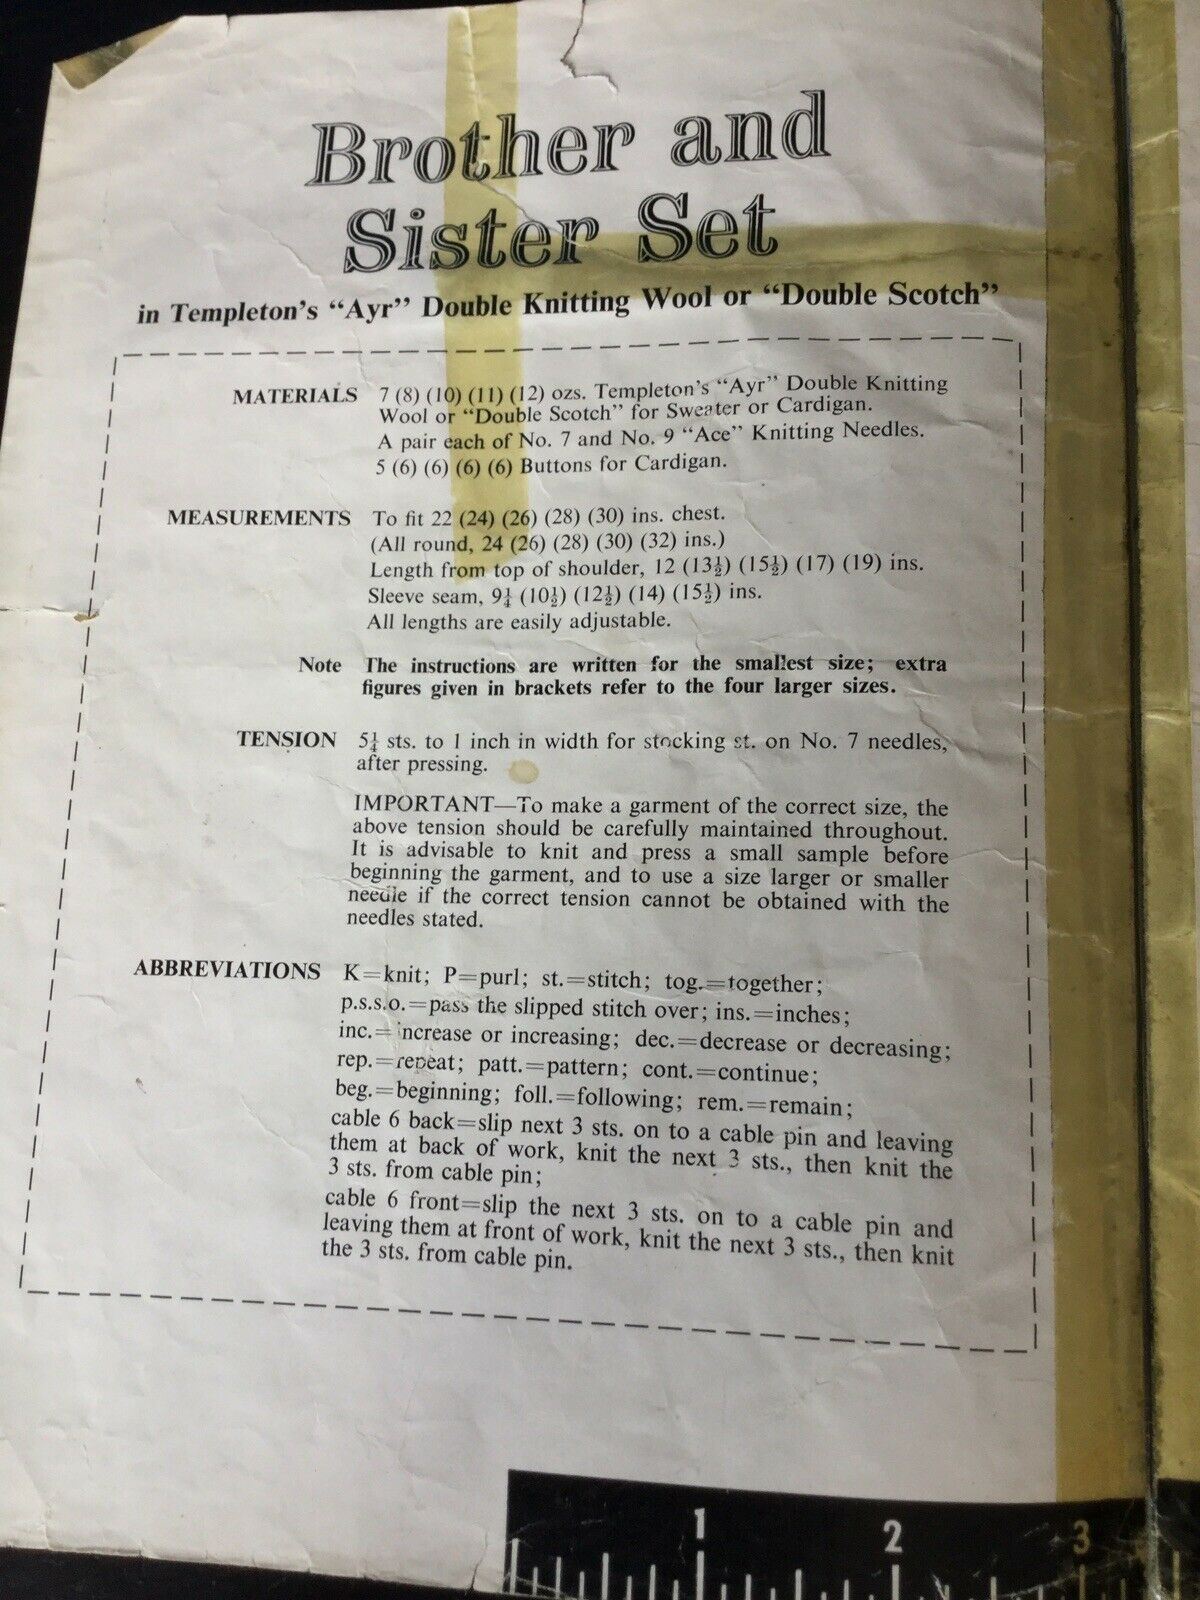 Brother and
Sister Set
in Templeton's "Ayr" Double Knitting Wool or "Double Scotch"
MATERIALS 7 (8) (10) (11) (12) ozs. Templeton's "Ayr" Double Knitting
Wool or "Double Scotch" for Sweater or Cardigan.
A pair each of No. 7 and No. 9 "Ace" Knitting Needles.
5 (6) (6) (6) (6) Buttons for Cardigan.
MEASUREMENTS To fit 22 (24) (26) (28) (30) ins. chest.
(All round, 24 (26) (28) (30) (32) ins.)
Length from top of shoulder, 12 (13½) (15½) (17) (19) ins.
Sleeve seam, 9¼ (10½) (12½) (14) (15½) ins.
All lengths are easily adjustable.
Note The instructions are written for the smallest size; extra
figures given in brackets refer to the four larger sizes.
TENSION 5¼ sts. to 1 inch in width for stocking st. on No. 7 needles,
after pressing.
IMPORTANT—To make a garment of the correct size, the
above tension should be carefully maintained throughout.
It is advisable to knit and press a small sample before
beginning the garment, and to use a size larger or smaller
needle if the correct tension cannot be obtained with the
needles stated.
ABBREVIATIONS K=knit; P=purl; st.=stitch; tog.=together;
p.s.s.o.=pass the slipped stitch over; ins.=inches;
inc.=increase or increasing; dec.=decrease or decreasing;
rep.=repeat; patt.=pattern; cont.=continue;
beg.=beginning; foll.=following; rem.=remain;
cable 6 back=slip next 3 sts. on to a cable pin and leaving
them at back of work, knit the next 3 sts., then knit the
3 sts. from cable pin;
cable 6 front=slip the next 3 sts. on to a cable pin and
leaving them at front of work, knit the next 3 sts., then knit
the 3 sts. from cable pin.
1 2 3